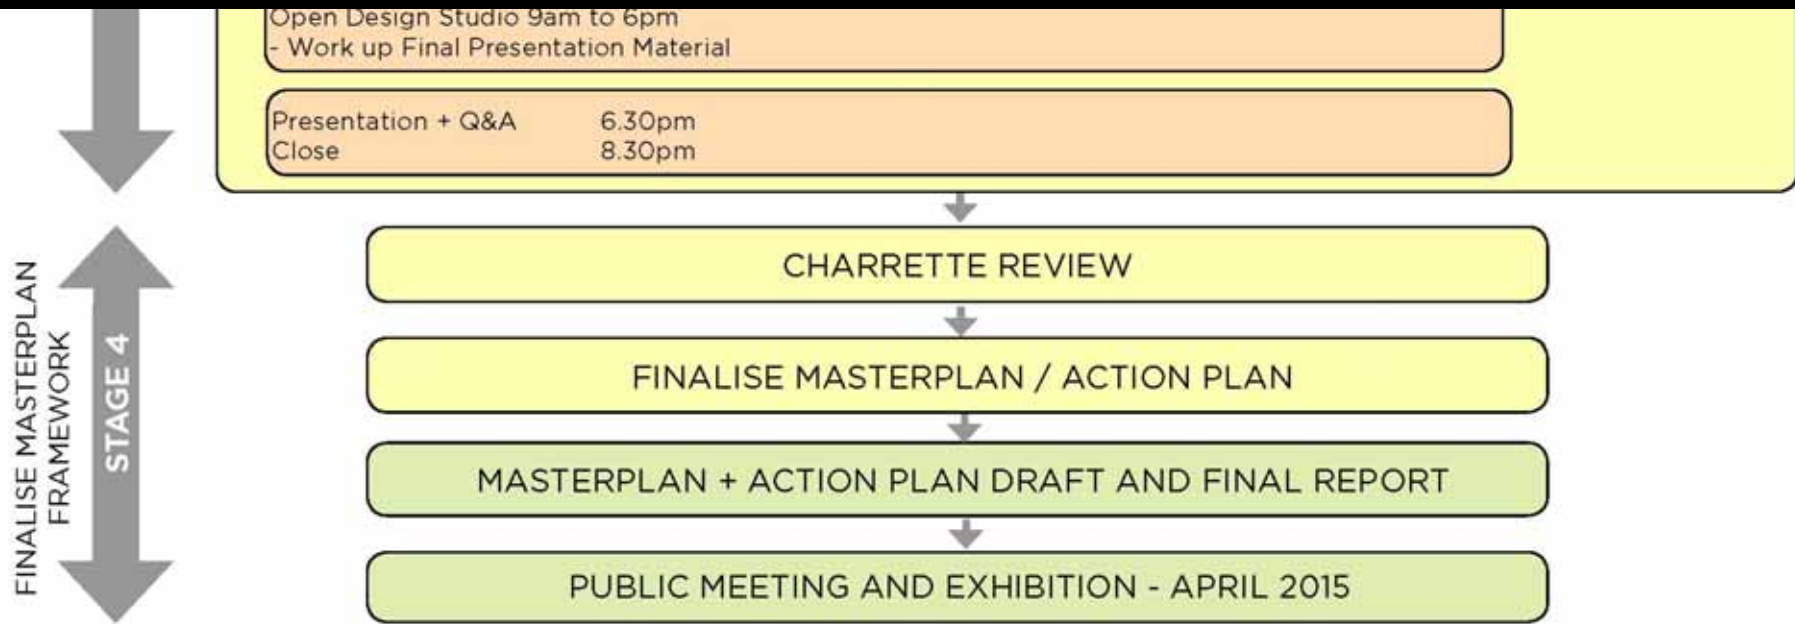 Open Design Studio 9am to 6pm
- Work up Final Presentation Material
Presentation + Q&A 6.30pm
Close 8.30pm
FINALISE MASTERPLAN
FRAMEWORK
STAGE 4
CHARRETTE REVIEW
FINALISE MASTERPLAN / ACTION PLAN
MASTERPLAN + ACTION PLAN DRAFT AND FINAL REPORT
PUBLIC MEETING AND EXHIBITION - APRIL 2015